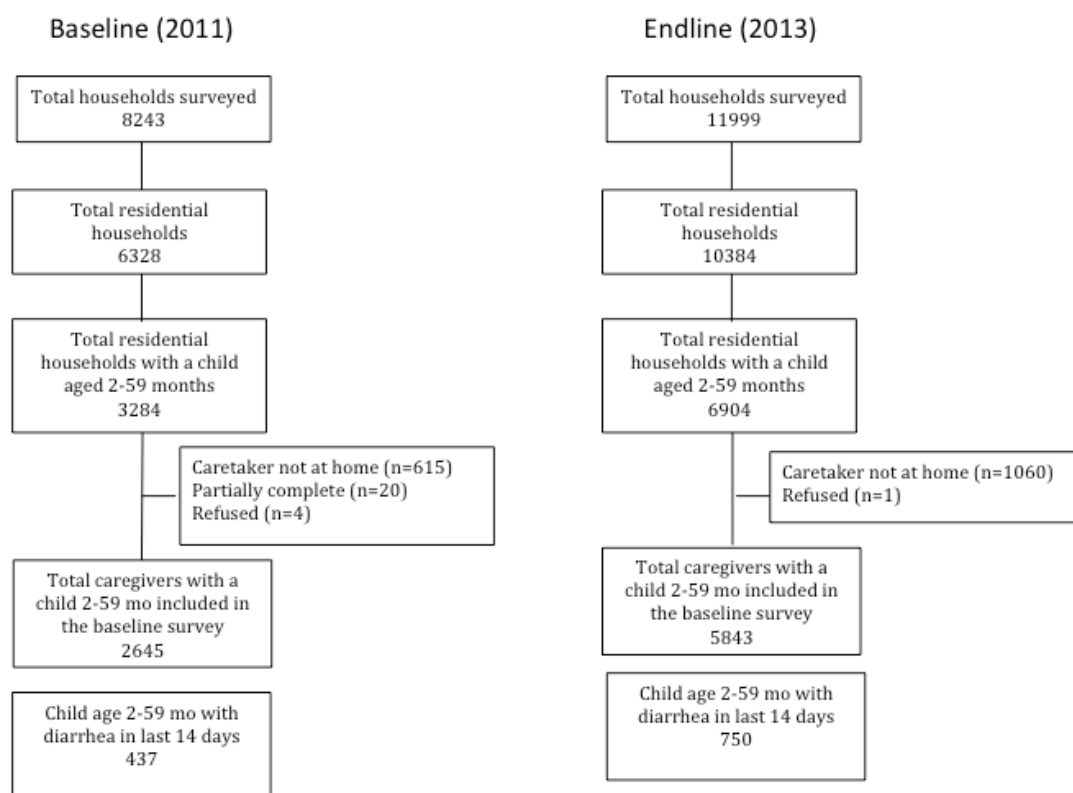 Baseline (2011)
Total households surveyed
8243
Total residential
households
6328
Total residential
households with a child
aged 2-59 months
3284
Caretaker not at home (n=615)
Partially complete (n=20)
Refused (n=4)
Total caregivers with a
child 2-59 mo included in
the baseline survey
2645
Child age 2-59 mo with
diarrhea in last 14 days
437
Endline (2013)
Total households surveyed
11999
Total residential
households
10384
Total residential
households with a child
aged 2-59 months
6904
Caretaker not at home (n=1060)
Refused (n=1)
Total caregivers with a
child 2-59 mo included in
the baseline survey
5843
Child age 2-59 mo with
diarrhea in last 14 days
750